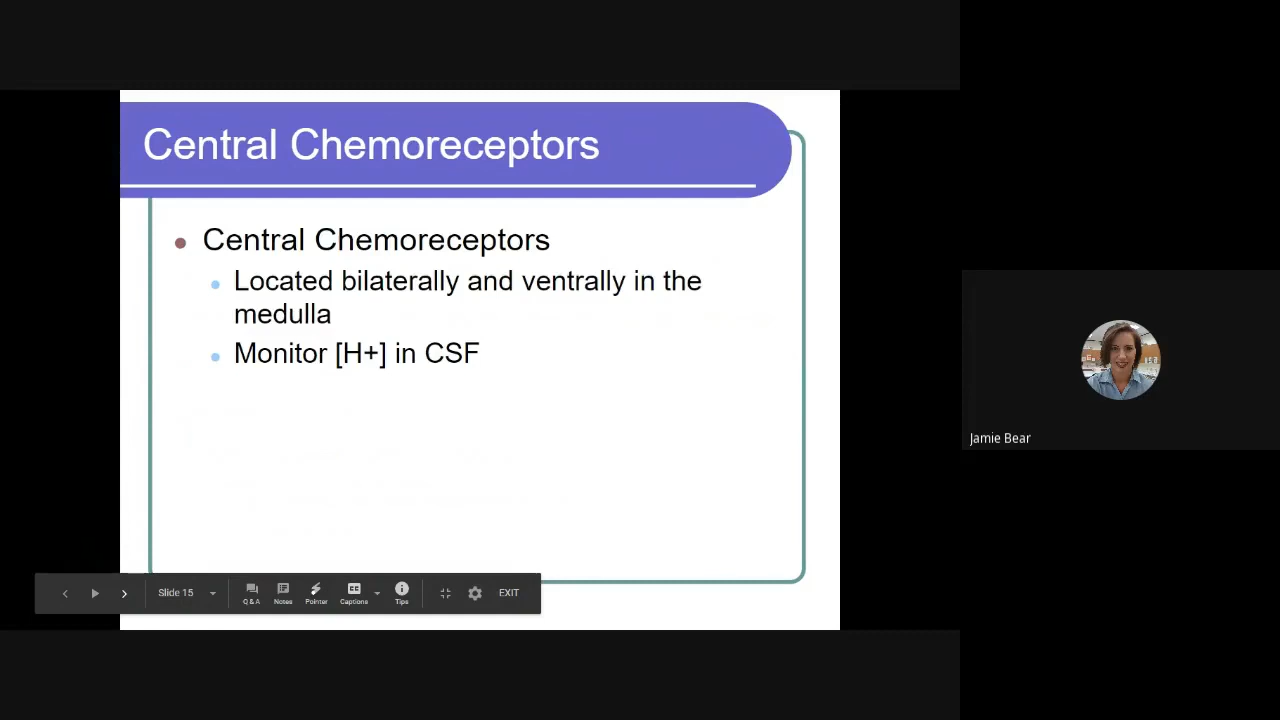 Central Chemoreceptors
Central Chemoreceptors
Located bilaterally and ventrally in the
medulla
Monitor [H+] in CSF
Jamie Bear
Slide 15
Q & A
Notes
Pointer
Captions
Tips
EXIT